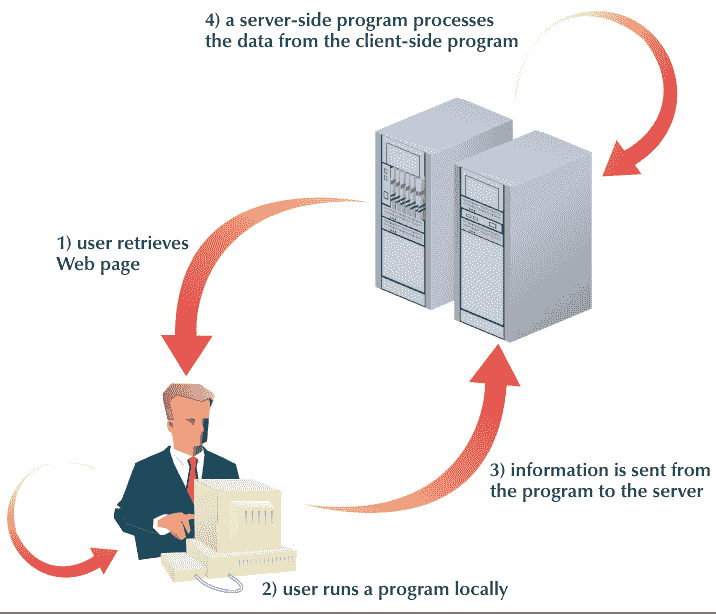 4) a server-side program processes
the data from the client-side program
1) user retrieves
Web page
3) information is sent from
the program to the server
2) user runs a program locally